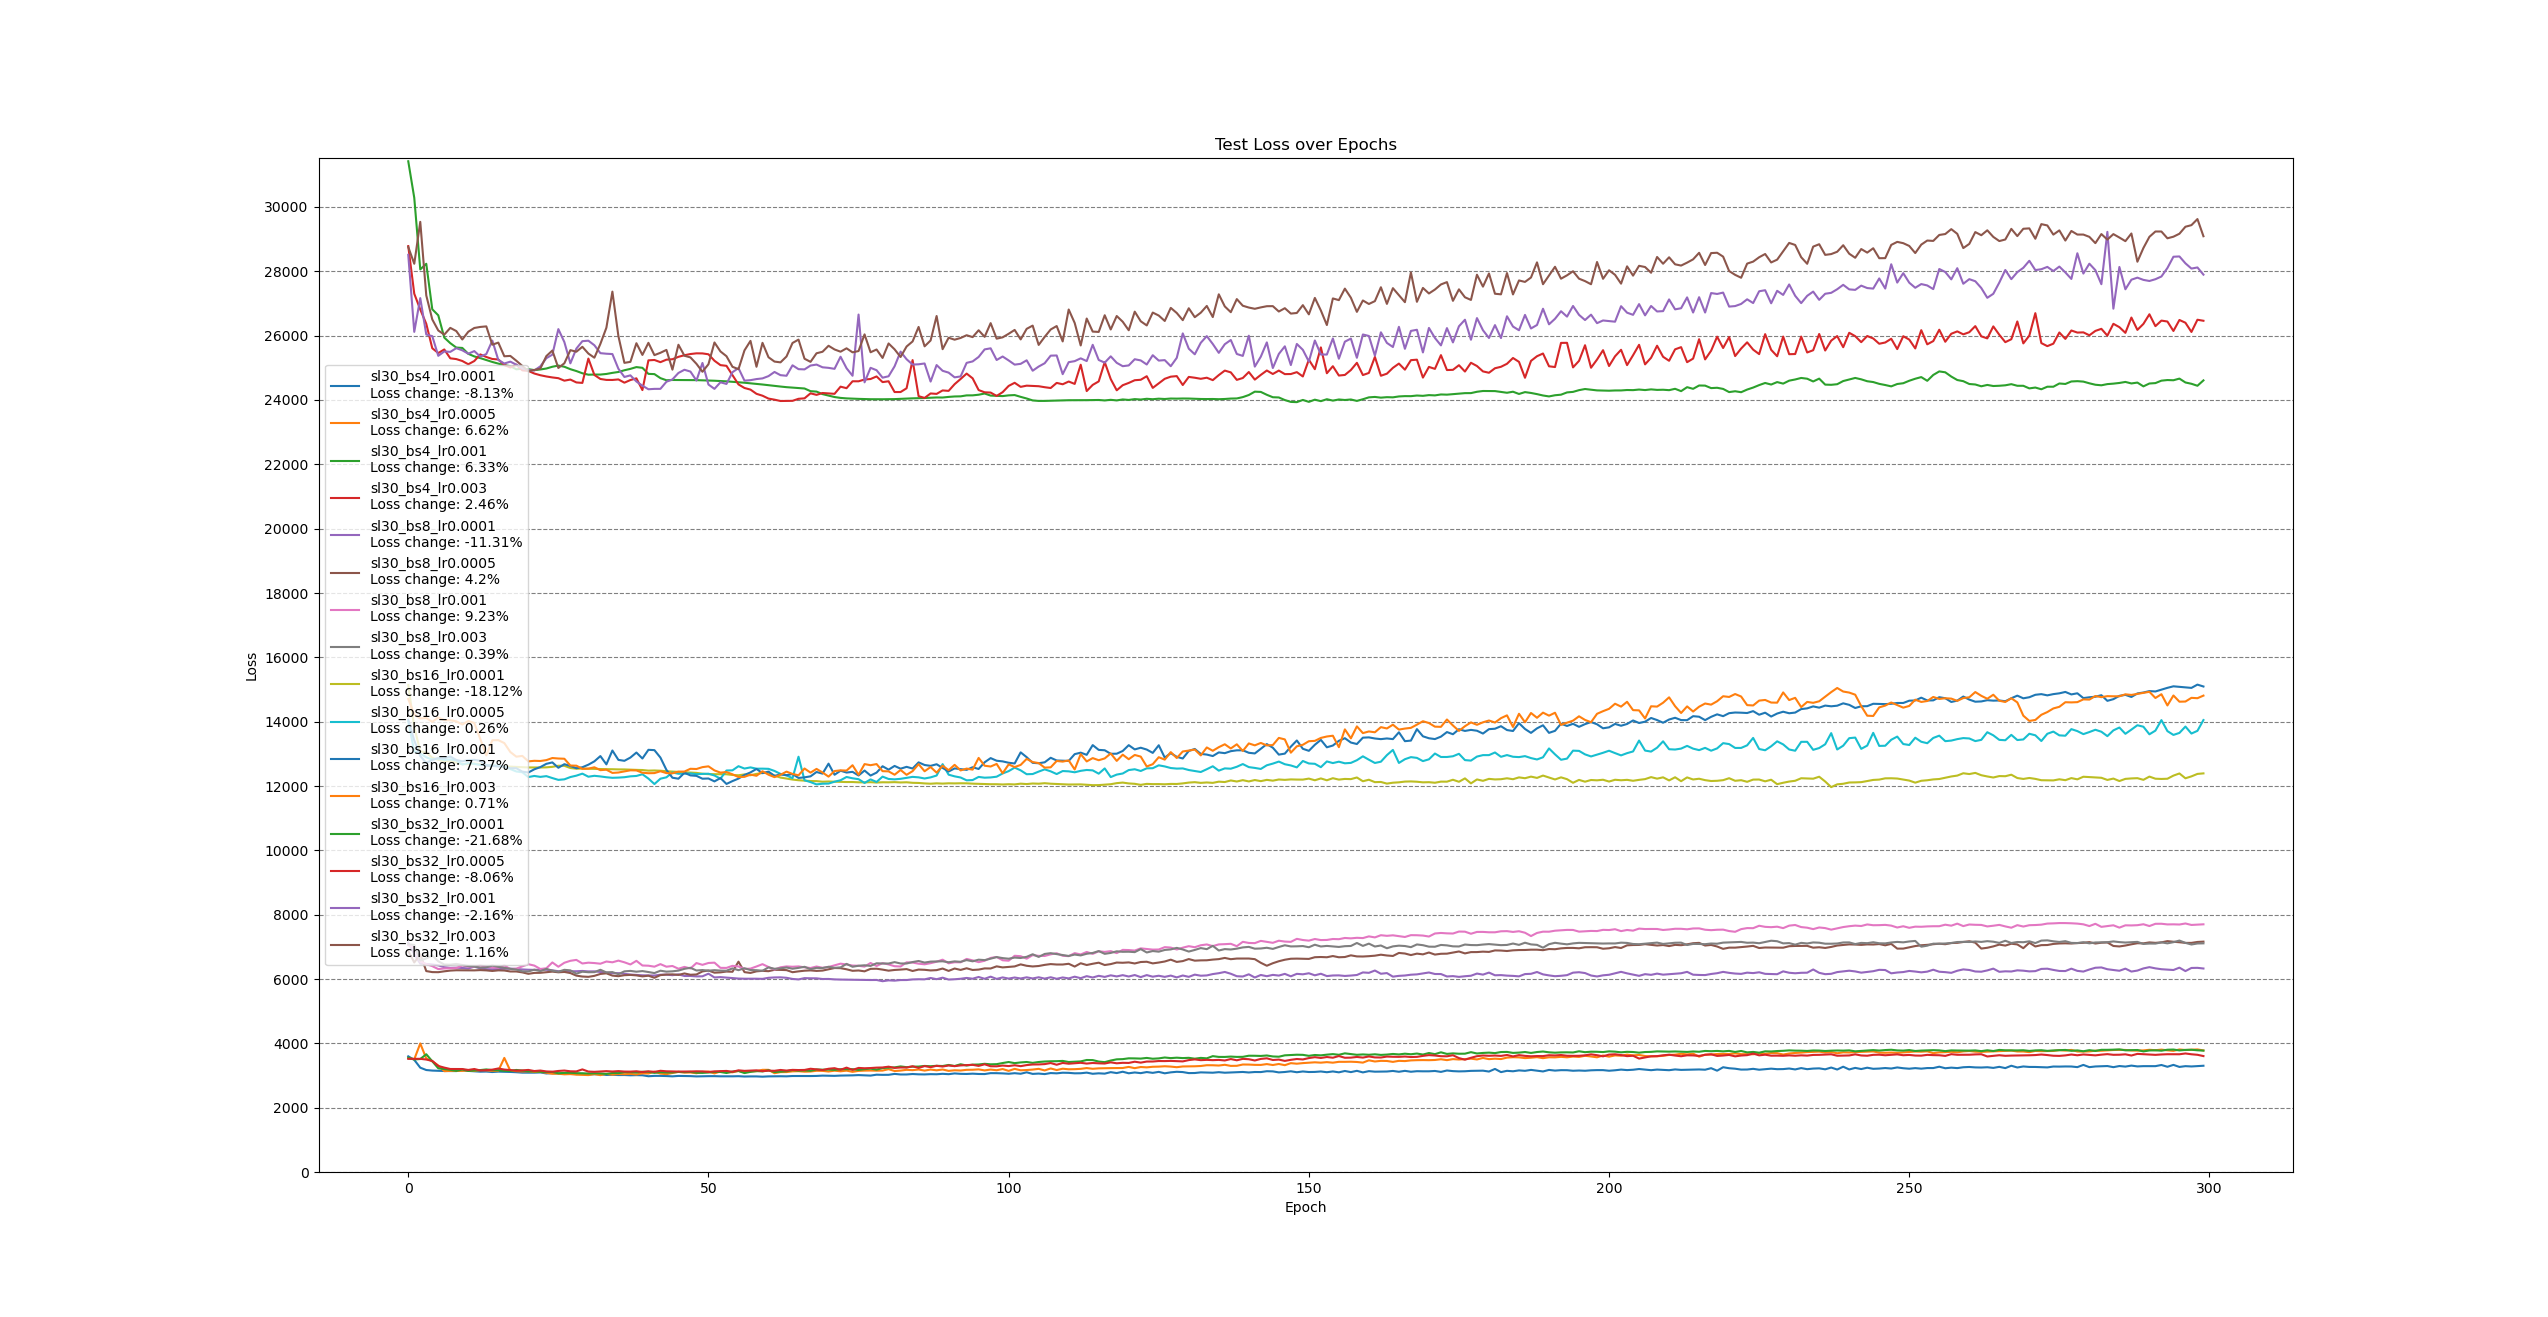 Test Loss over Epochs
30000
28000
26000
24000
22000
20000
18000
16000
14000
12000
10000
8000
6000
4000
2000
0
Loss
sl30_bs4_lr0.0001
Loss change: -8.13%
sl30_bs4_lr0.0005
Loss change: 6.62%
sl30_bs4_lr0.001
Loss change: 6.33%
sl30_bs4_lr0.003
Loss change: 2.46%
sl30_bs8_lr0.0001
Loss change: -11.31%
sl30_bs8_lr0.0005
Loss change: 4.2%
sl30_bs8_lr0.001
Loss change: 9.23%
sl30_bs8_lr0.003
Loss change: 0.39%
sl30_bs16_lr0.0001
Loss change: -18.12%
sl30_bs16_lr0.0005
Loss change: 0.26%
sl30_bs16_lr0.001
Loss change: 7.37%
sl30_bs16_lr0.003
Loss change: 0.71%
sl30_bs32_lr0.0001
Loss change: -21.68%
sl30_bs32_lr0.0005
Loss change: -8.06%
sl30_bs32_lr0.001
Loss change: -2.16%
sl30_bs32_lr0.003
Loss change: 1.16%
0 50 100 150 200 250 300
Epoch